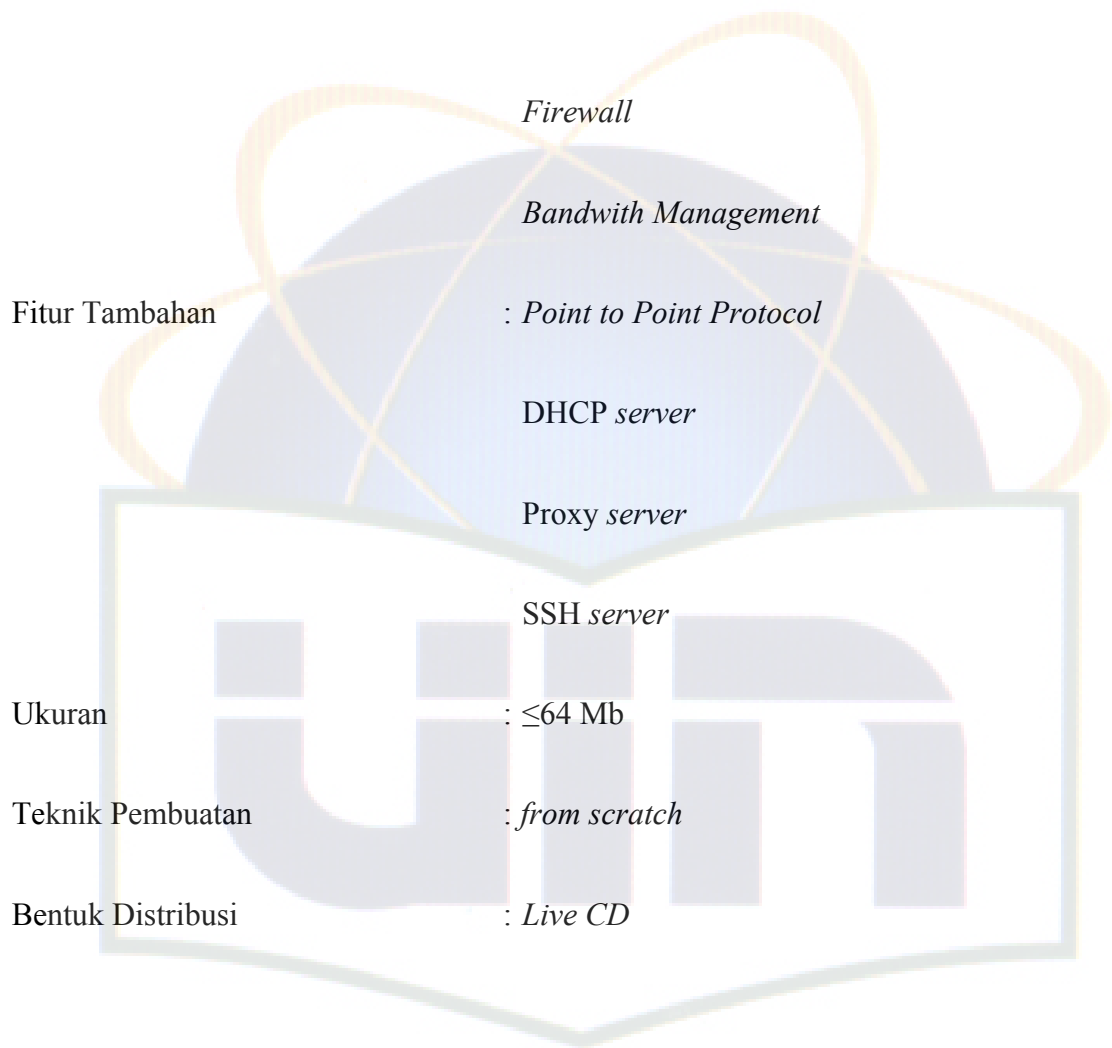 Firewall
Bandwith Management
Fitur Tambahan : Point to Point Protocol
DHCP server
Proxy server
SSH server
Ukuran : ≤64 Mb
Teknik Pembuatan : from scratch
Bentuk Distribusi : Live CD
uin